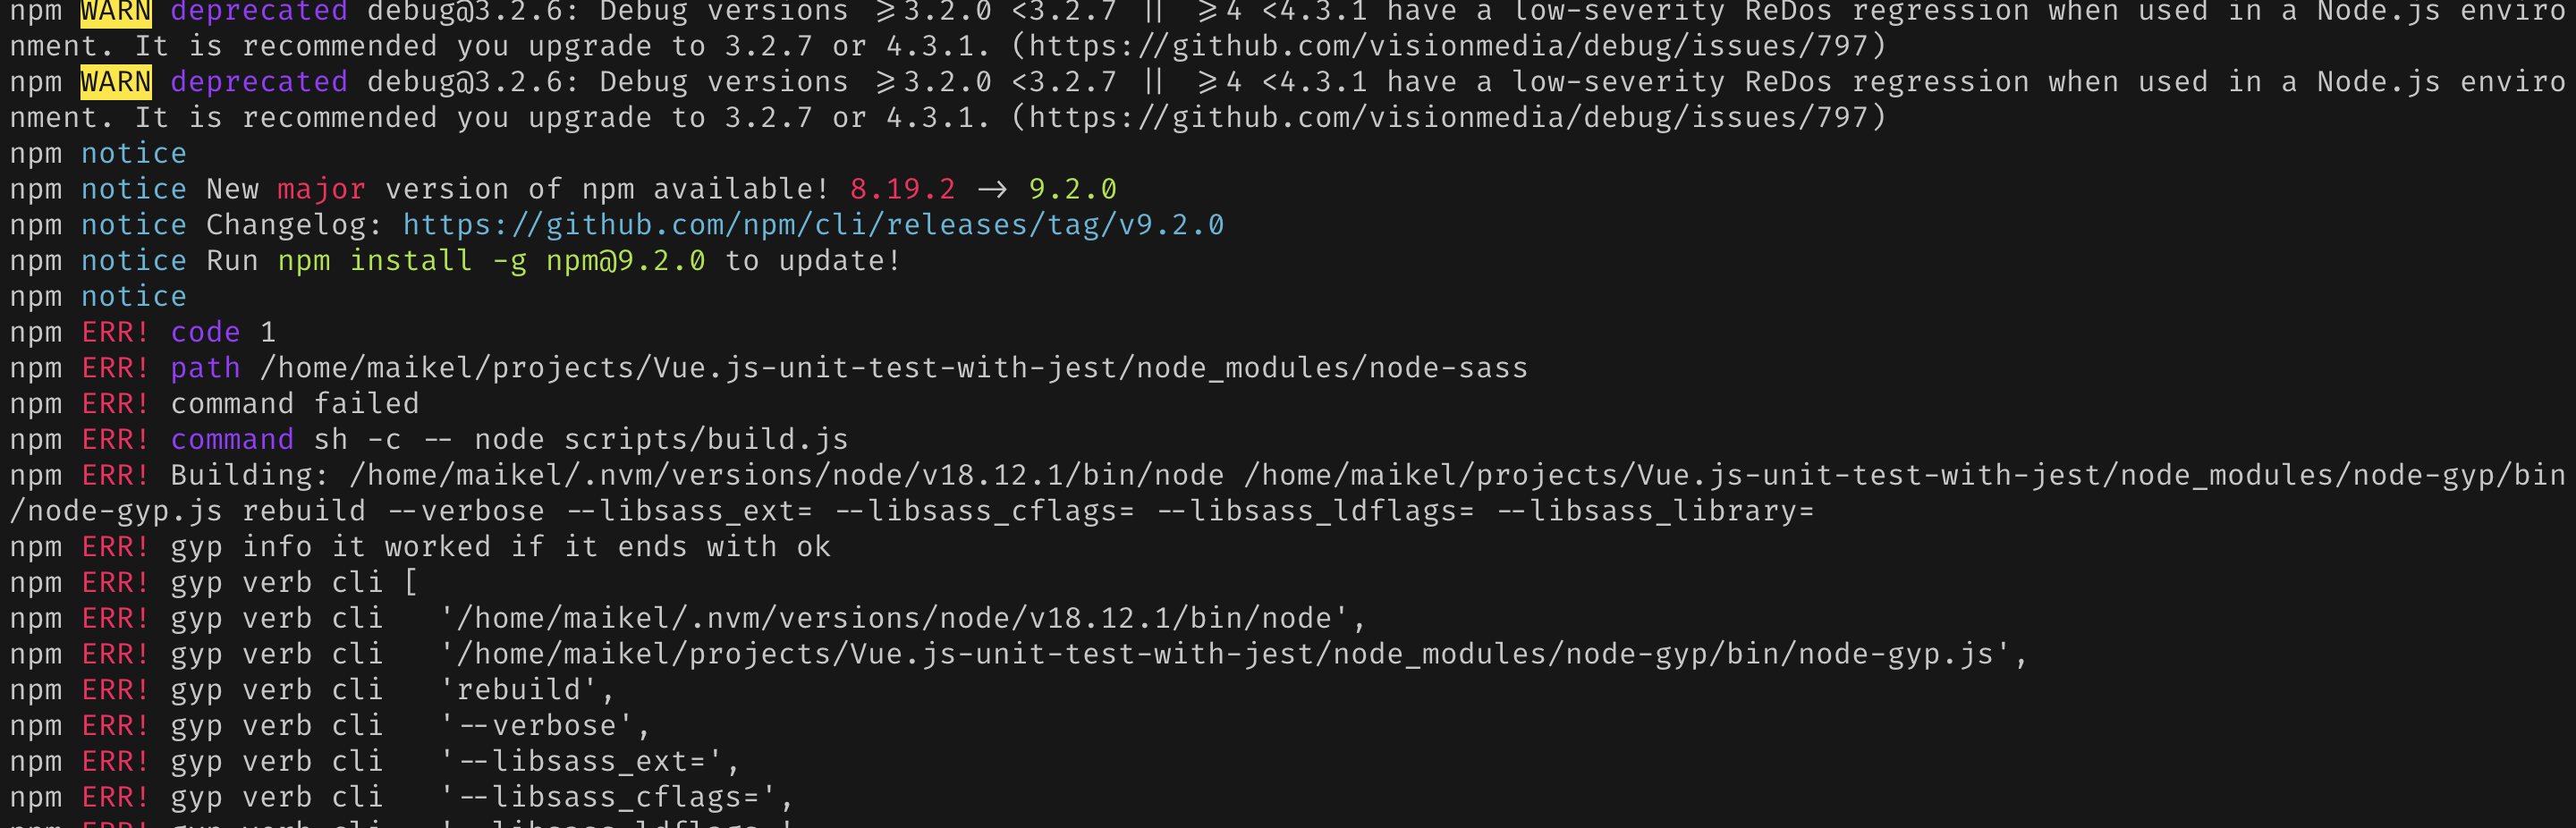 npm WARN deprecated debug@3.2.6: Debug versions >=3.2.0 <3.2.7 || >=4 <4.3.1 have a low-severity ReDos regression when used in a Node.js enviro
nment. It is recommended you upgrade to 3.2.7 or 4.3.1. (https://github.com/visionmedia/debug/issues/797)
npm WARN deprecated debug@3.2.6: Debug versions >=3.2.0 <3.2.7 || >=4 <4.3.1 have a low-severity ReDos regression when used in a Node.js enviro
nment. It is recommended you upgrade to 3.2.7 or 4.3.1. (https://github.com/visionmedia/debug/issues/797)
npm notice
npm notice New major version of npm available! 8.19.2 -> 9.2.0
npm notice Changelog: https://github.com/npm/cli/releases/tag/v9.2.0
npm notice Run npm install -g npm@9.2.0 to update!
npm notice
npm ERR! code 1
npm ERR! path /home/maikel/projects/Vue.js-unit-test-with-jest/node_modules/node-sass
npm ERR! command failed
npm ERR! command sh -c -- node scripts/build.js
npm ERR! Building: /home/maikel/.nvm/versions/node/v18.12.1/bin/node /home/maikel/projects/Vue.js-unit-test-with-jest/node_modules/node-gyp/bin
/node-gyp.js rebuild --verbose --libsass_ext= --libsass_cflags= --libsass_ldflags= --libsass_library=
npm ERR! gyp info it worked if it ends with ok
npm ERR! gyp verb cli [
npm ERR! gyp verb cli   '/home/maikel/.nvm/versions/node/v18.12.1/bin/node',
npm ERR! gyp verb cli   '/home/maikel/projects/Vue.js-unit-test-with-jest/node_modules/node-gyp/bin/node-gyp.js',
npm ERR! gyp verb cli   'rebuild',
npm ERR! gyp verb cli   '--verbose',
npm ERR! gyp verb cli   '--libsass_ext=',
npm ERR! gyp verb cli   '--libsass_cflags=',